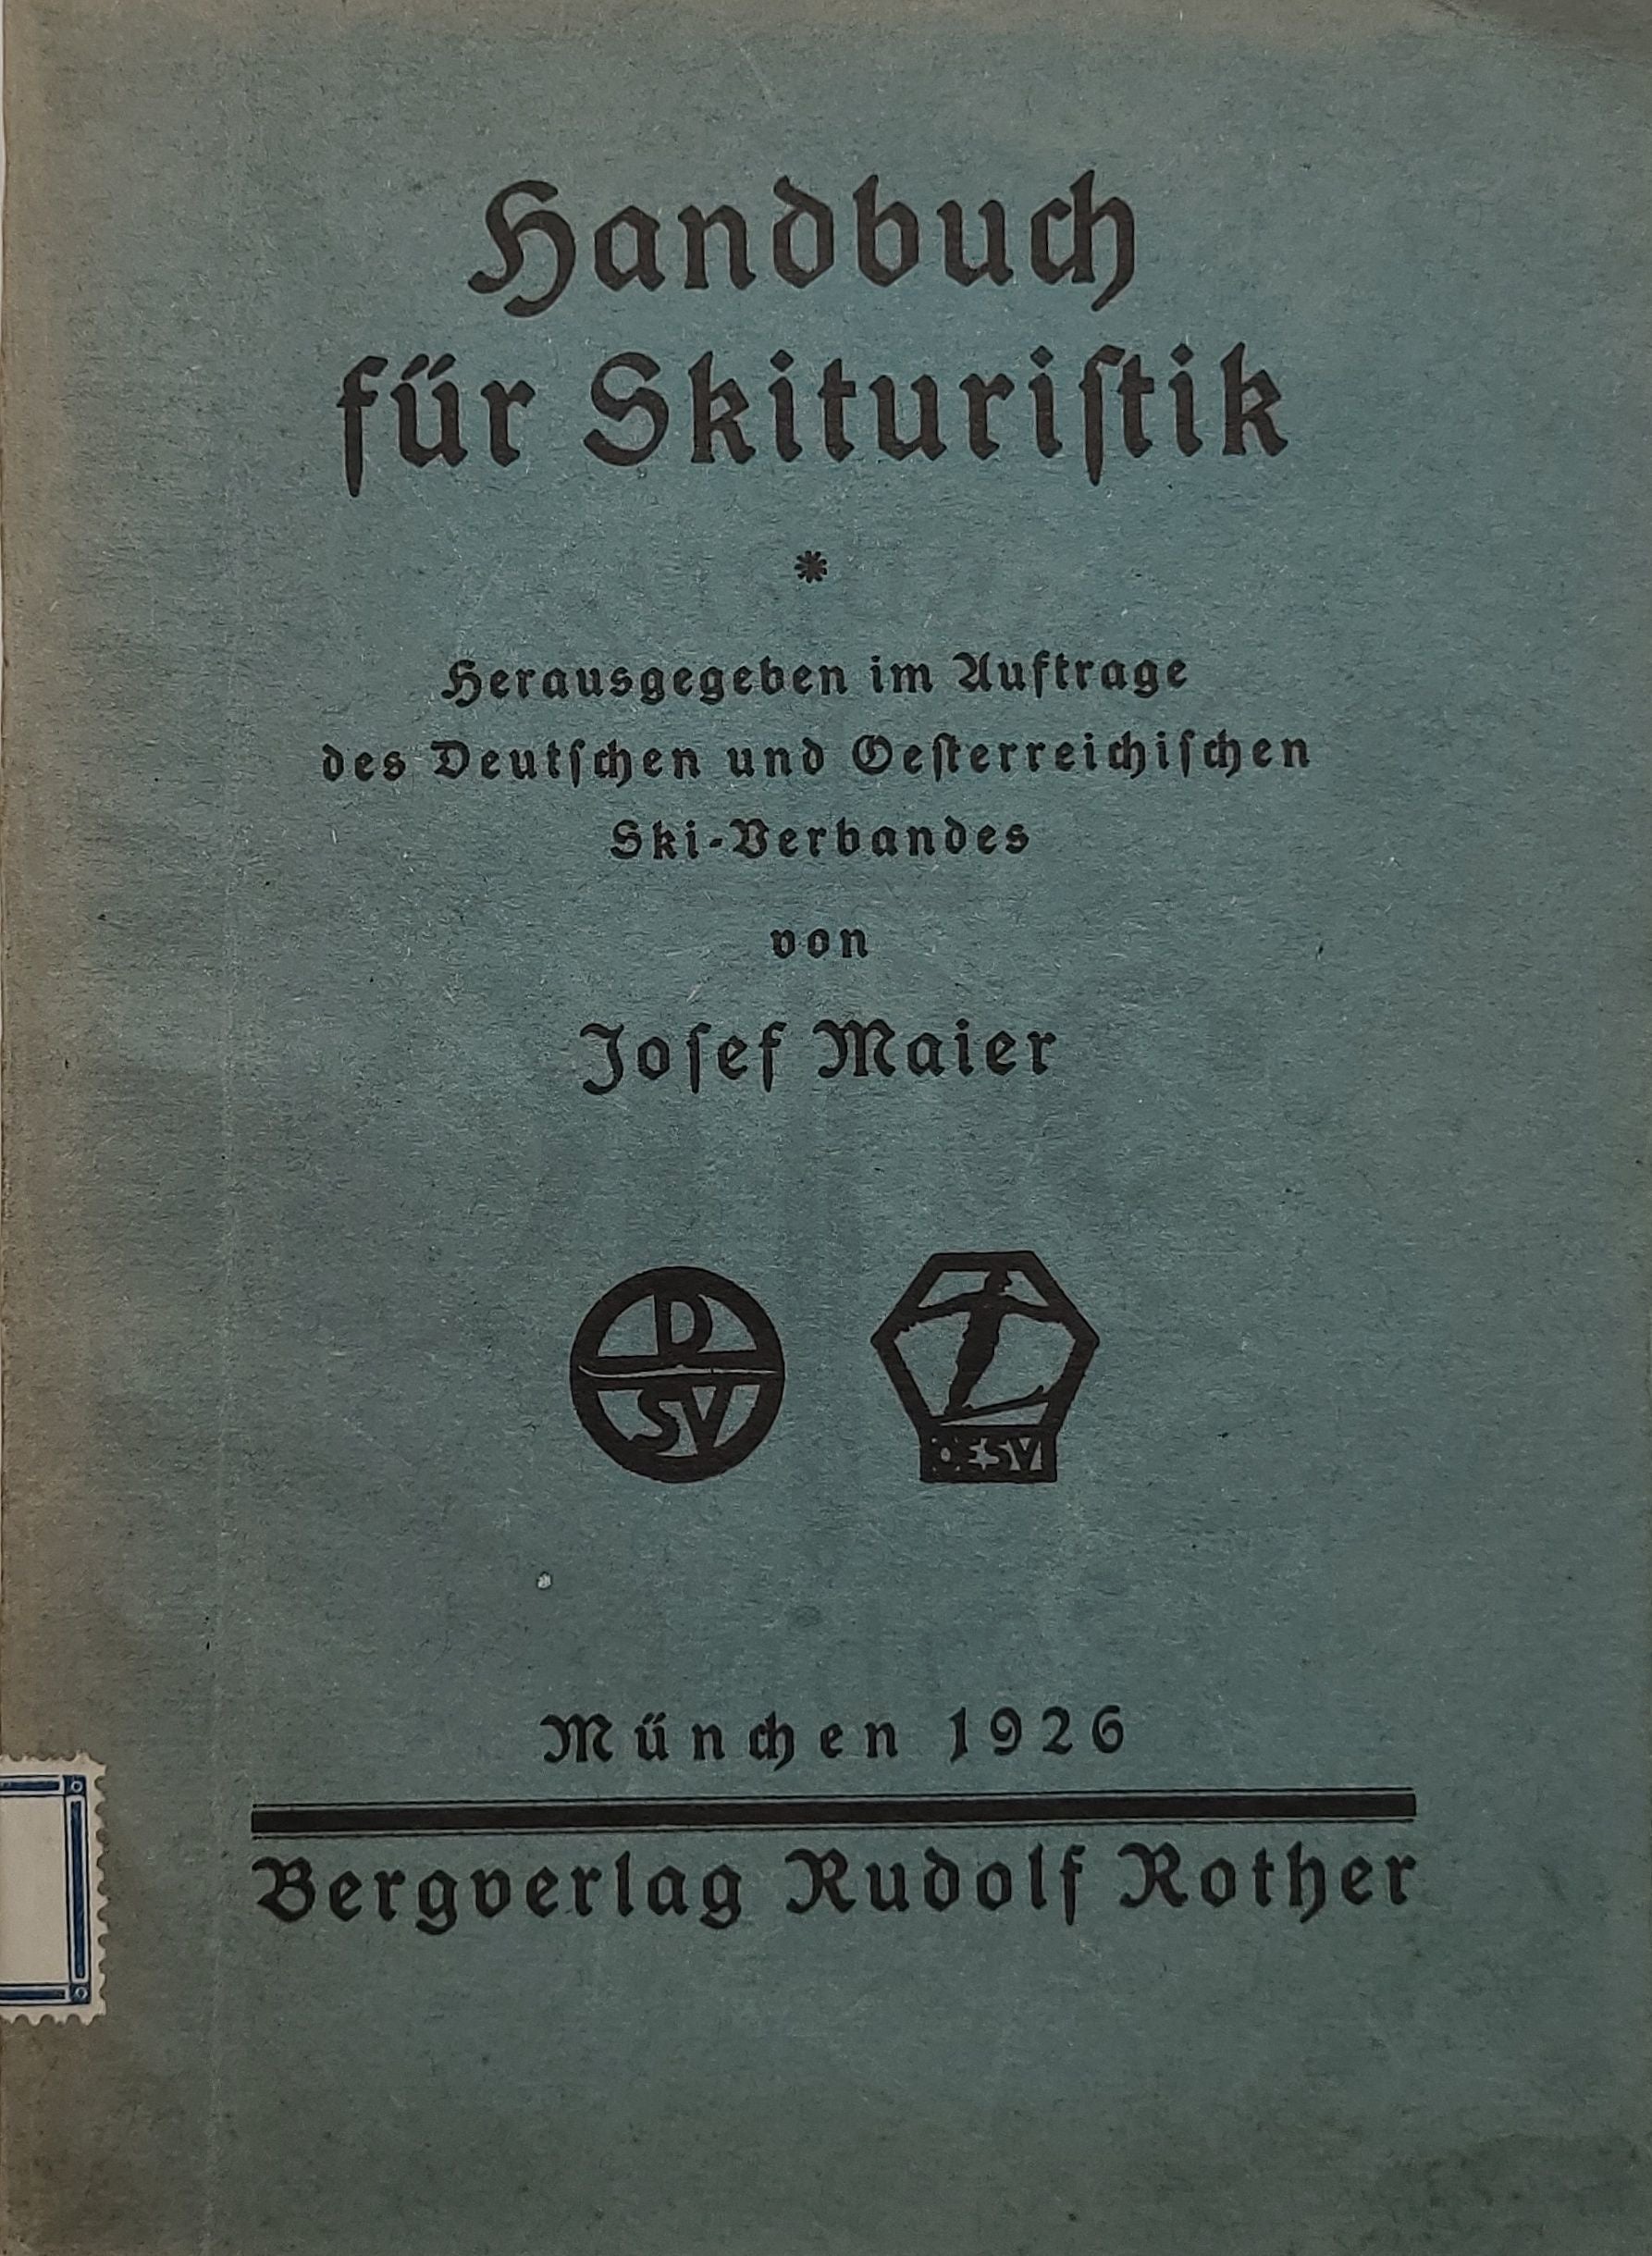 Handbuch
für Skituriſtik
*
Herausgegeben im Auftrage
des Deutſchen und Oeſterreichiſchen
Ski-Verbandes
von
Joſef Maier
D
SV
OESV
München 1926
Bergverlag Rudolf Rother